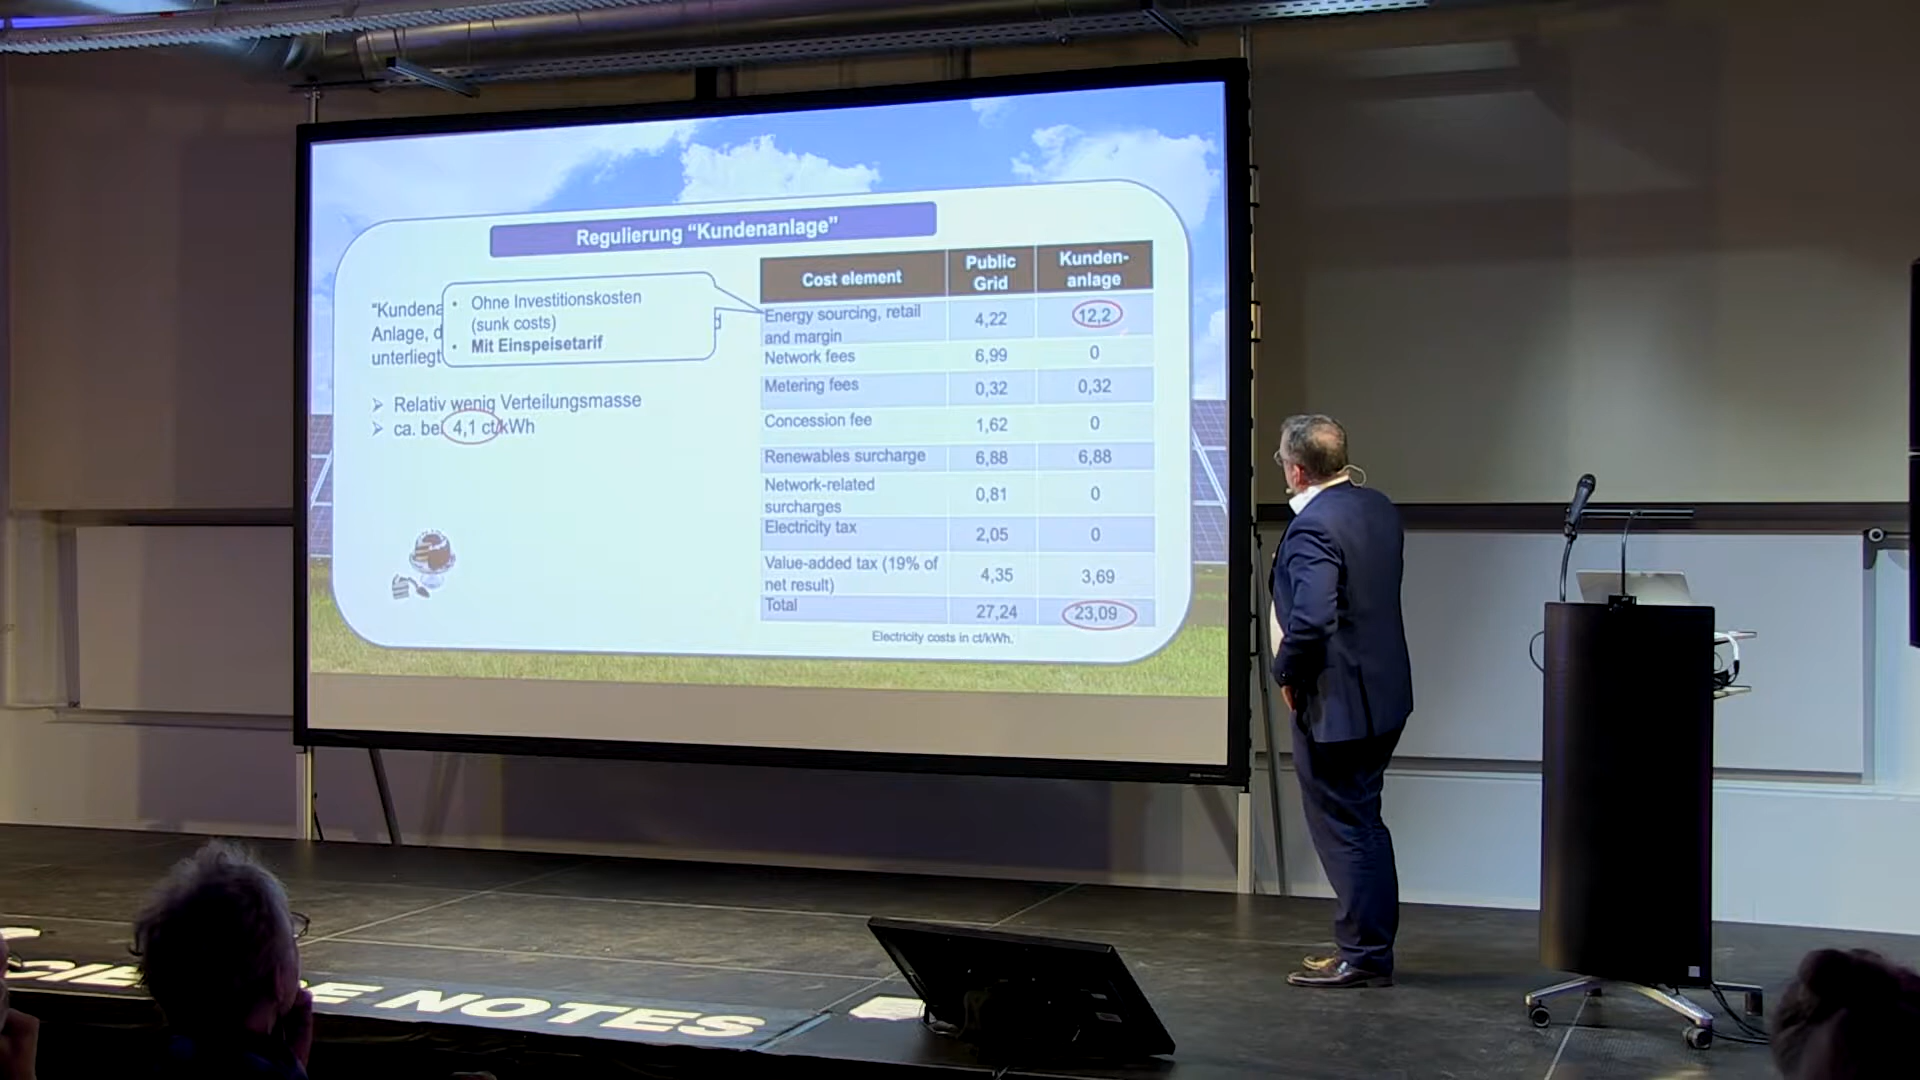 Regulierung “Kundenanlage”
“Kundena
Anlage, d
unterliegt
• Ohne Investitionskosten
(sunk costs)
• Mit Einspeisetarif
d
➢ Relativ wenig Verteilungsmasse
➢ ca. bei 4,1 ct/kWh
Cost element Public Grid Kunden-anlage
Energy sourcing, retail and margin 4,22 12,2
Network fees 6,99 0
Metering fees 0,32 0,32
Concession fee 1,62 0
Renewables surcharge 6,88 6,88
Network-related surcharges 0,81 0
Electricity tax 2,05 0
Value-added tax (19% of net result) 4,35 3,69
Total 27,24 23,09
Electricity costs in ct/kWh.
NOTES